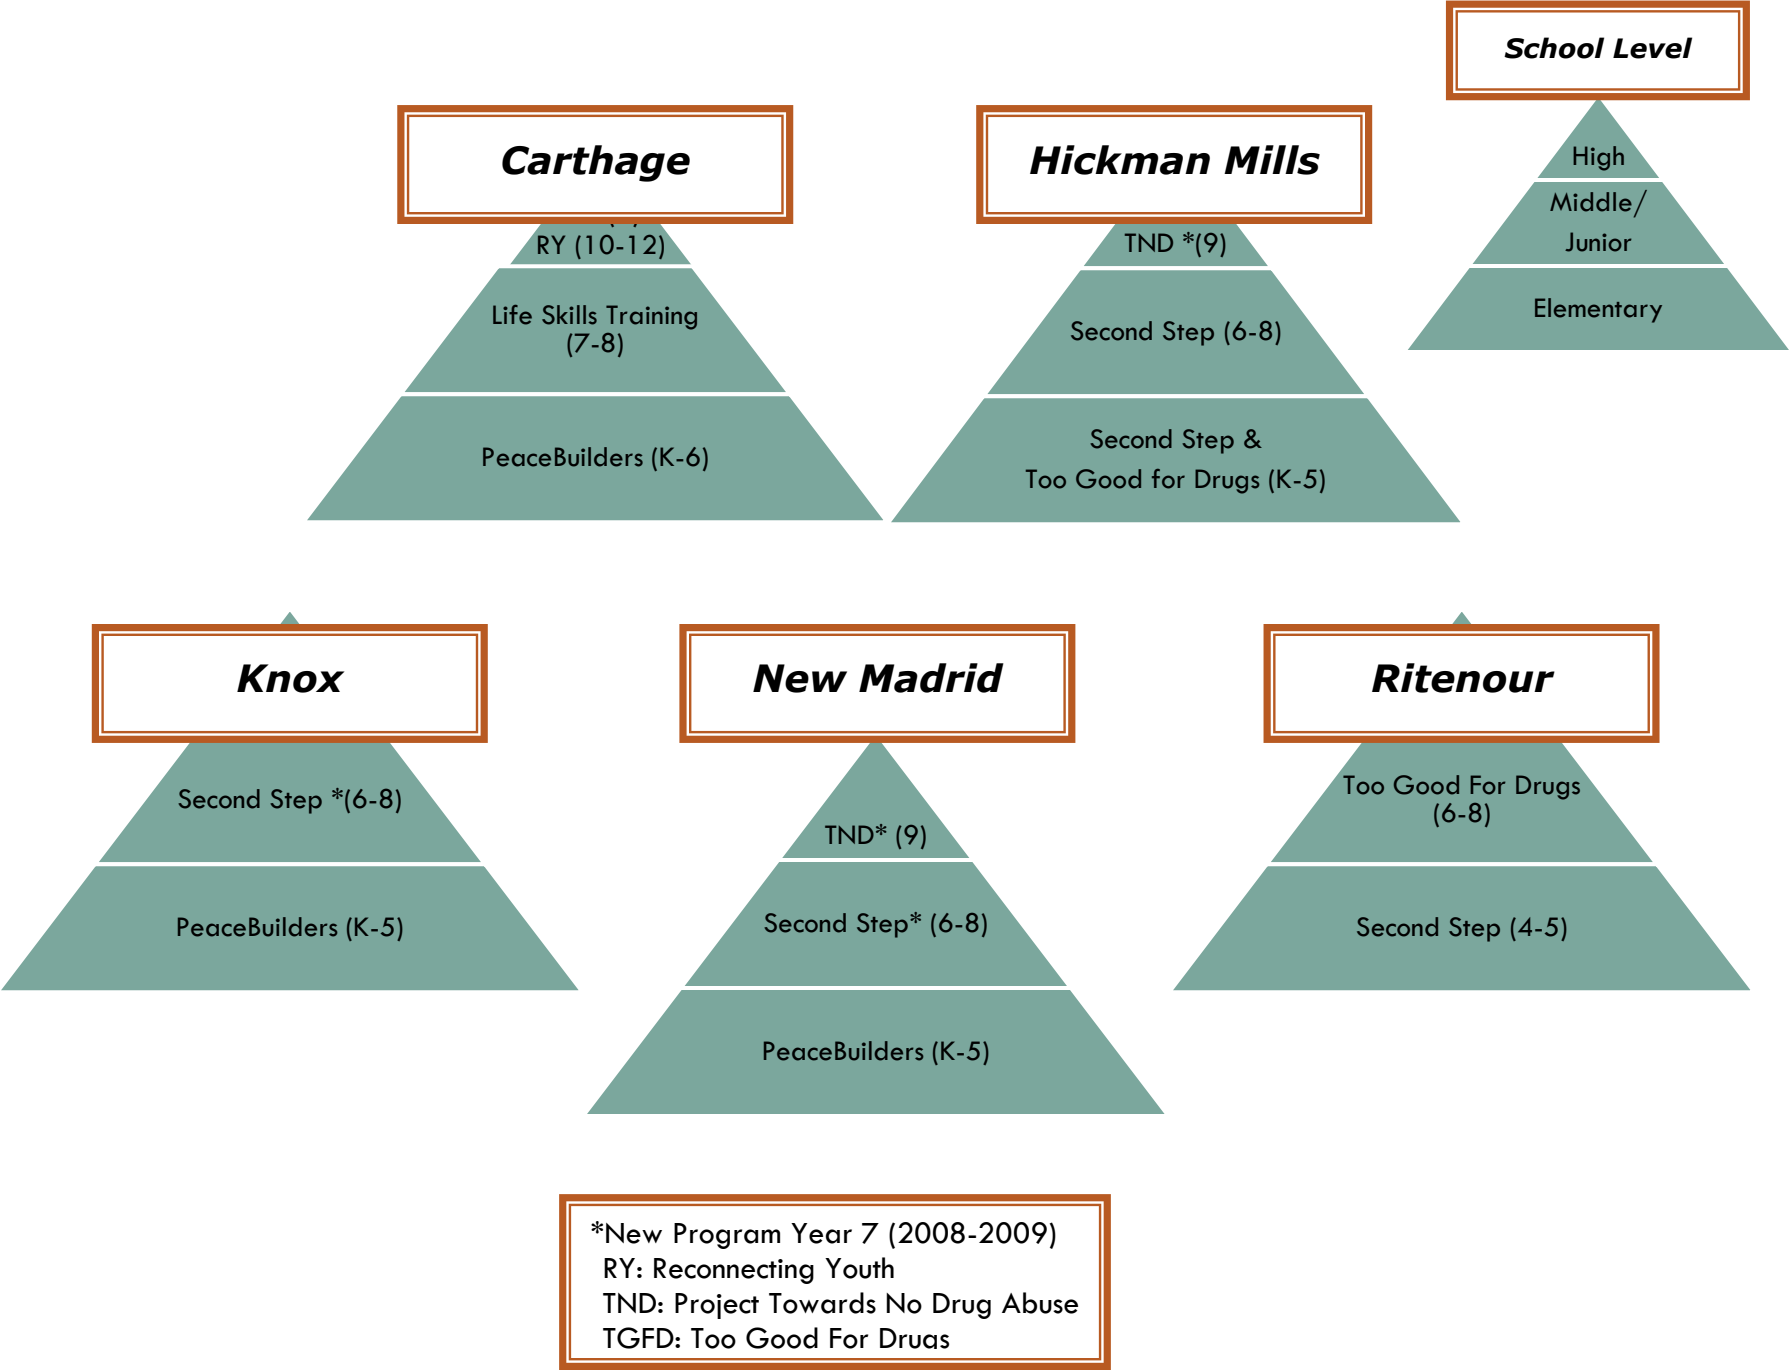 School Level
High
Middle/
Junior
Elementary
Carthage
RY (10-12)
Life Skills Training
(7-8)
PeaceBuilders (K-6)
Hickman Mills
TND *(9)
Second Step (6-8)
Second Step &
Too Good for Drugs (K-5)
Knox
Second Step *(6-8)
PeaceBuilders (K-5)
New Madrid
TND* (9)
Second Step* (6-8)
PeaceBuilders (K-5)
Ritenour
Too Good For Drugs
(6-8)
Second Step (4-5)
*New Program Year 7 (2008-2009)
RY: Reconnecting Youth
TND: Project Towards No Drug Abuse
TGFD: Too Good For Drugs